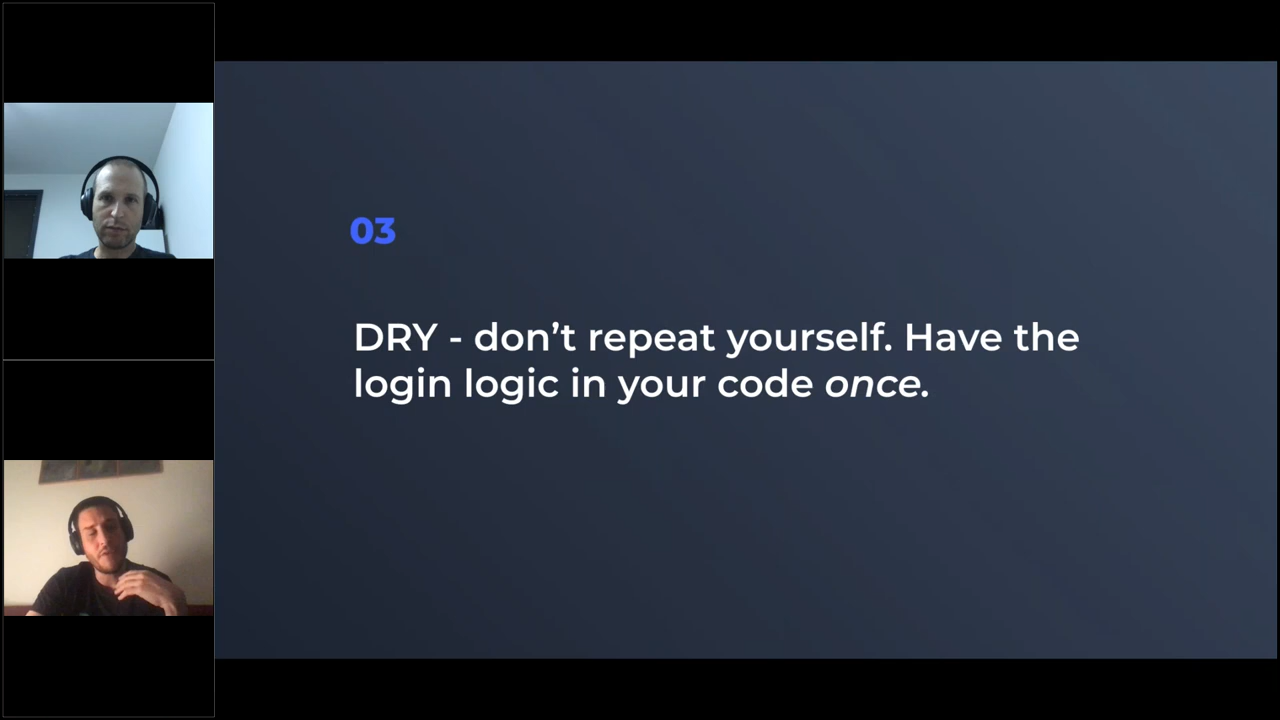 03
DRY - don’t repeat yourself. Have the
login logic in your code once.